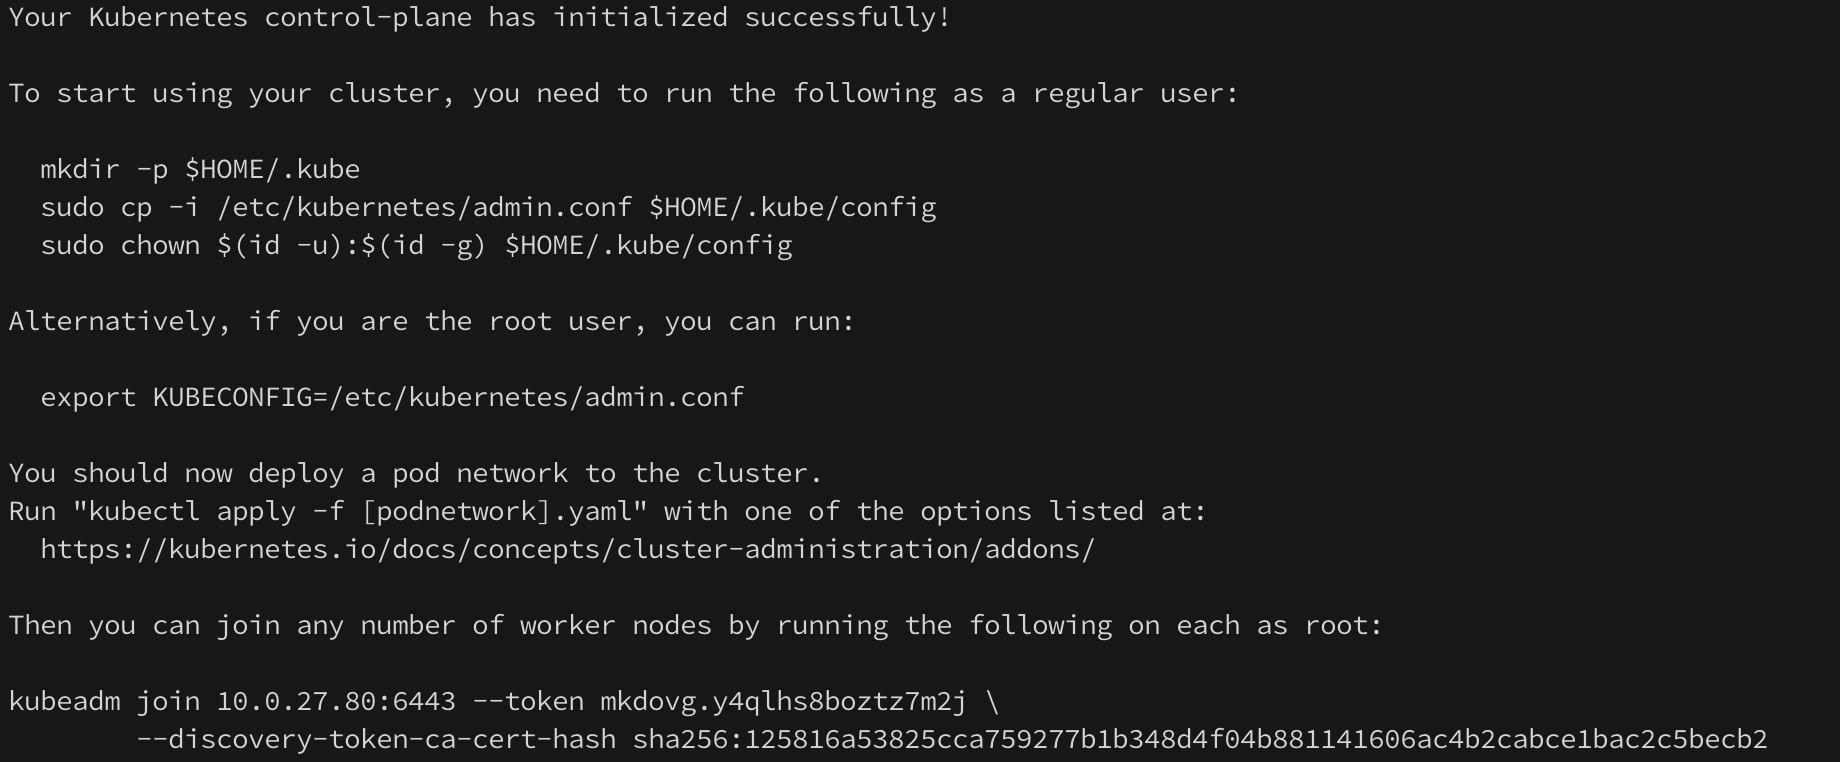 Your Kubernetes control-plane has initialized successfully!

To start using your cluster, you need to run the following as a regular user:

  mkdir -p $HOME/.kube
  sudo cp -i /etc/kubernetes/admin.conf $HOME/.kube/config
  sudo chown $(id -u):$(id -g) $HOME/.kube/config

Alternatively, if you are the root user, you can run:

  export KUBECONFIG=/etc/kubernetes/admin.conf

You should now deploy a pod network to the cluster.
Run "kubectl apply -f [podnetwork].yaml" with one of the options listed at:
  https://kubernetes.io/docs/concepts/cluster-administration/addons/

Then you can join any number of worker nodes by running the following on each as root:

kubeadm join 10.0.27.80:6443 --token mkdovg.y4qlhs8boztz7m2j \
        --discovery-token-ca-cert-hash sha256:125816a53825cca759277b1b348d4f04b881141606ac4b2cabce1bac2c5becb2